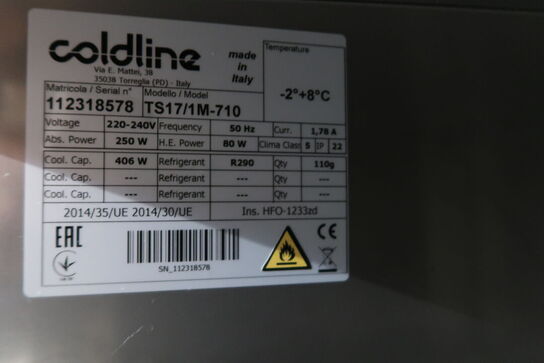 coldline
Via E. Mattei, 38
35038 Torreglia (PD) - Italy
made in Italy
Temperature
-2°+8°C
Matricola / Serial n° Modello / Model
112318578 TS17/1M-710
Voltage 220-240V Frequency 50 Hz Curr. 1,78 A
Abs. Power 250 W H.E. Power 80 W Clima Class 5 IP 22
Cool. Cap. 406 W Refrigerant R290 Qty 110g
Cool. Cap. --- Refrigerant --- Qty ---
Cool. Cap. --- Refrigerant --- Qty ---
2014/35/UE 2014/30/UE Ins. HFO-1233zd
EAC
CE
SN_112318578